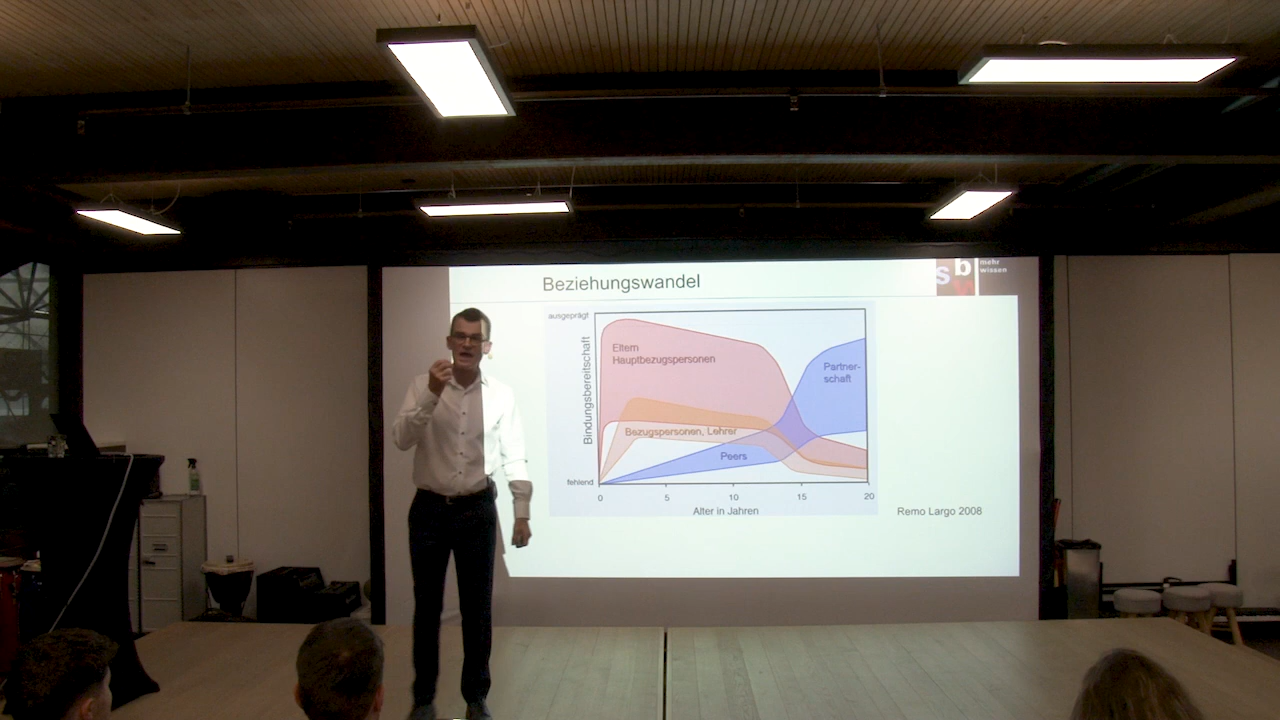 Beziehungswandel
sb
mehr
wissen
ausgeprägt
Bindungsbereitschaft
fehlend
Eltern
Hauptbezugspersonen
Partner-
schaft
Bezugspersonen, Lehrer
Peers
0 5 10 15 20
Alter in Jahren
Remo Largo 2008